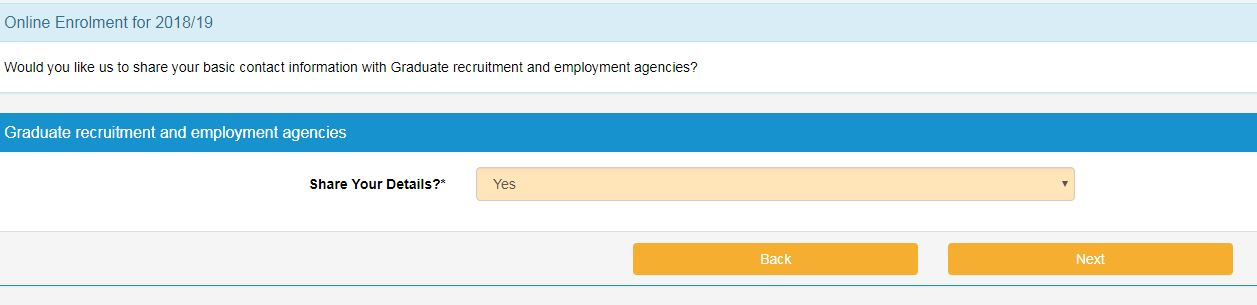 Online Enrolment for 2018/19
Would you like us to share your basic contact information with Graduate recruitment and employment agencies?
Graduate recruitment and employment agencies
Share Your Details?* Yes
Back Next